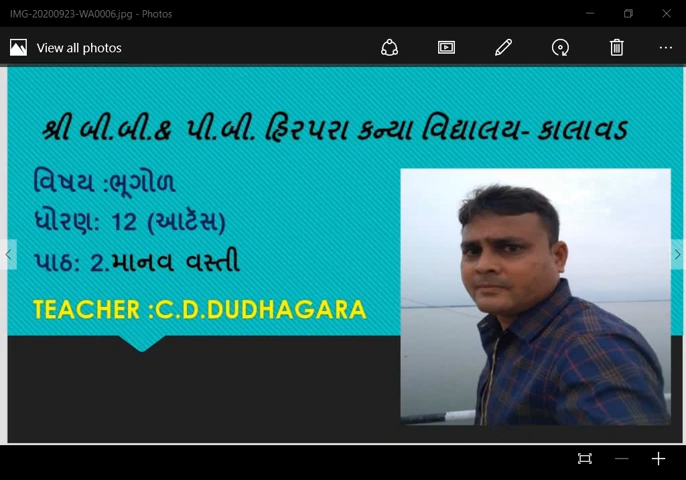 IMG-20200923-WA0006.jpg - Photos
View all photos
શ્રી બી.બી.& પી.બી. હિરપરા કન્યા વિદ્યાલય- કાલાવડ
વિષય :ભૂગોળ
ધોરણ: 12 (આર્ટસ)
પાઠ: 2.માનવ વસ્તી
TEACHER :C.D.DUDHAGARA